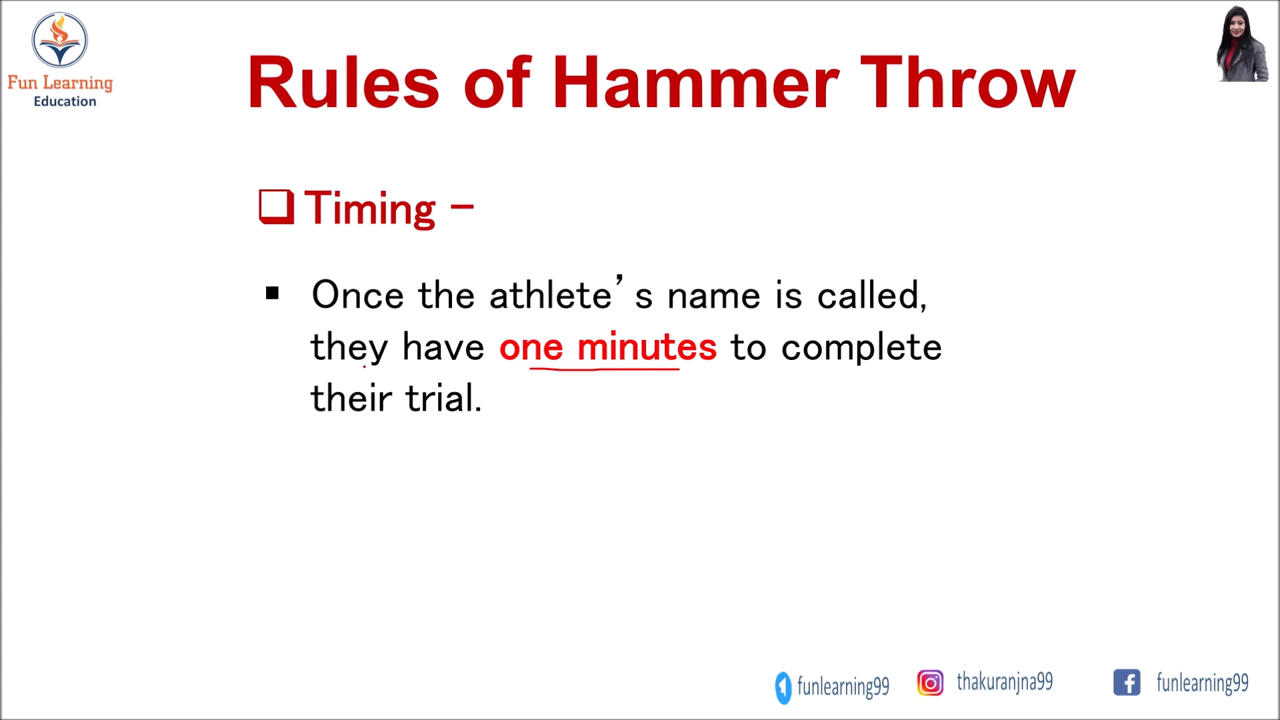 Fun Learning
Education
Rules of Hammer Throw
Timing –
Once the athlete’s name is called,
they have one minutes to complete
their trial.
funlearning99
thakuranjna99
funlearning99